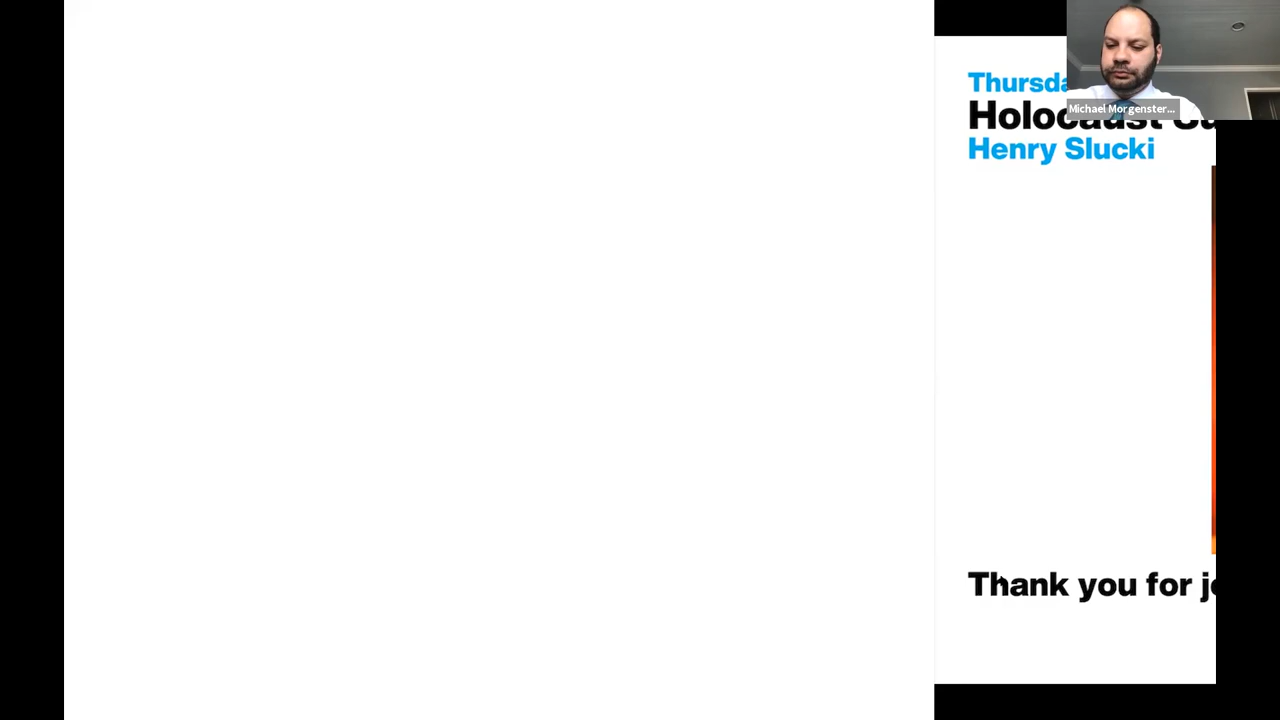 Thursda
Michael Morgenster...
Holocaust
Henry Slucki
Thank you for